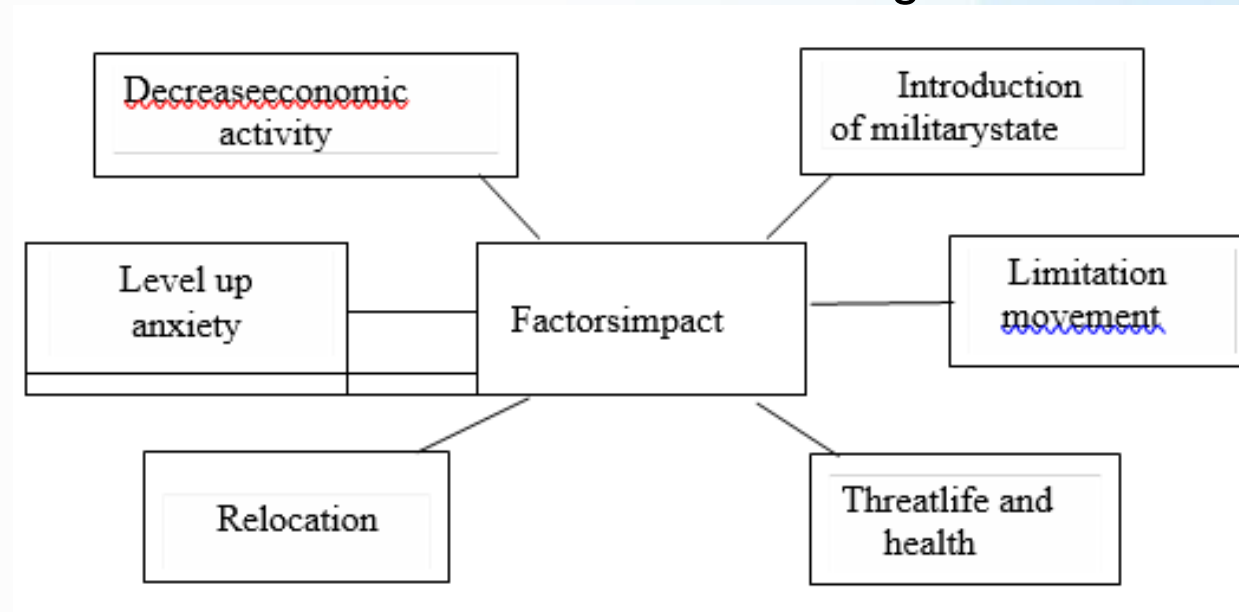 Decreaseeconomic
activity
Introduction
of militarystate
Level up
anxiety
Factorsimpact
Limitation
movement
Relocation
Threatlife and
health